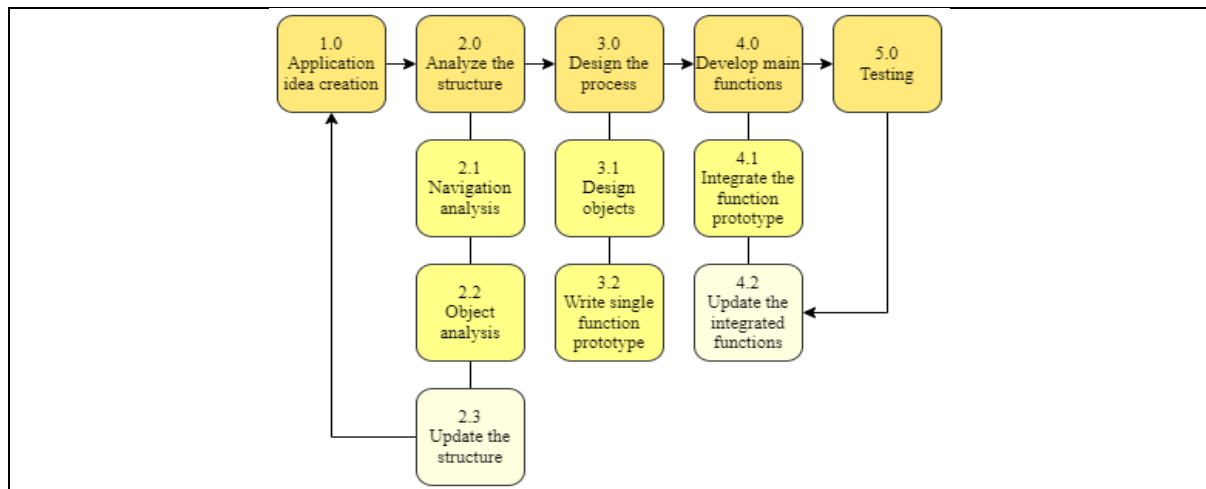 1.0
Application
idea creation
2.0
Analyze the
structure
3.0
Design the
process
4.0
Develop main
functions
5.0
Testing
2.1
Navigation
analysis
3.1
Design
objects
4.1
Integrate the
function
prototype
2.2
Object
analysis
3.2
Write single
function
prototype
4.2
Update the
integrated
functions
2.3
Update the
structure